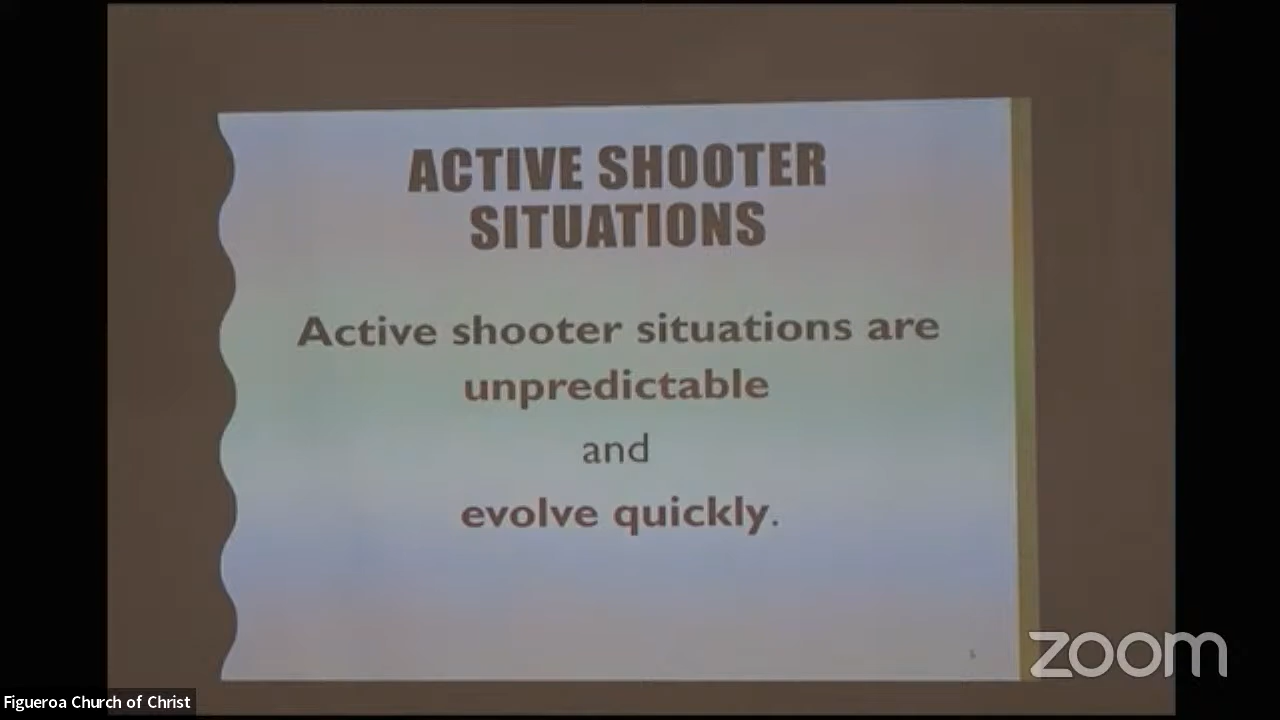 ACTIVE SHOOTER
SITUATIONS
Active shooter situations are
unpredictable
and
evolve quickly.
zoom
Figueroa Church of Christ